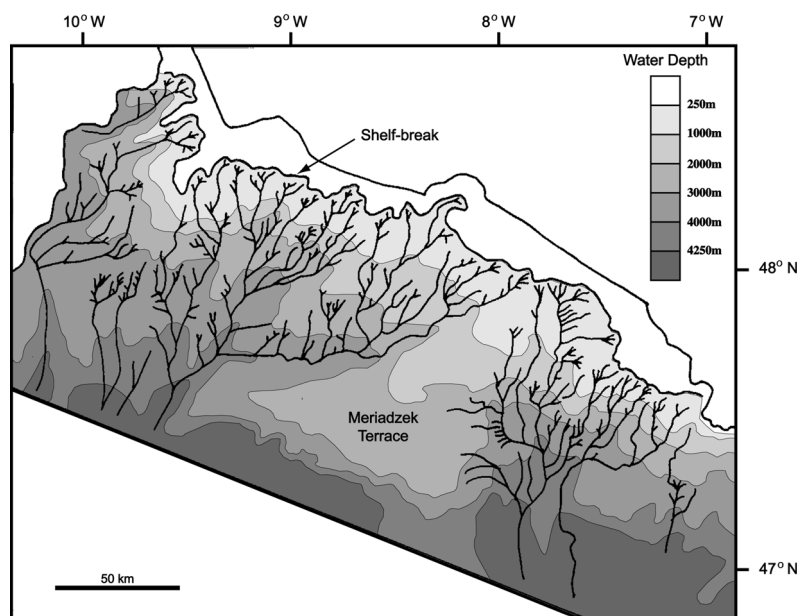 10° W
9° W
8° W
7° W
Water Depth
250m
1000m
2000m
3000m
4000m
4250m
Shelf-break
48° N
Meriadzek
Terrace
50 km
47° N